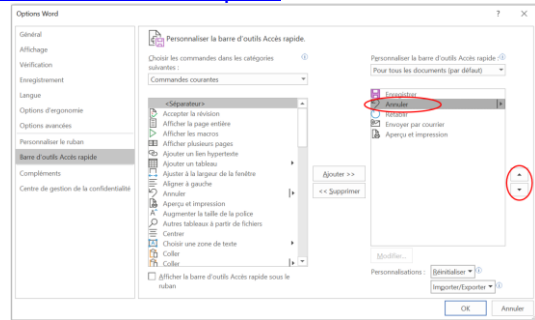 Options Word
? ×
Général
Affichage
Vérification
Enregistrement
Langue
Options d'ergonomie
Options avancées
Personnaliser le ruban
Barre d'outils Accès rapide
Compléments
Centre de gestion de la confidentialité
Personnaliser la barre d'outils Accès rapide.
Choisir les commandes dans les catégories
suivantes :
Commandes courantes
<Séparateur>
Accepter la révision
Afficher la page entière
Afficher les macros
Afficher plusieurs pages
Ajouter un lien hypertexte
Ajouter un tableau
Ajuster à la largeur de la fenêtre
Aligner à gauche
Annuler
Aperçu et impression
Augmenter la taille de la police
Autres tableaux à partir de fichiers
Centrer
Choisir une zone de texte
Coller
Coller
Afficher la barre d'outils Accès rapide sous le
ruban
Ajouter >>
<< Supprimer
Personnaliser la barre d'outils Accès rapide :
Pour tous les documents (par défaut)
Enregistrer
Annuler
Rétablir
Envoyer par courrier
Aperçu et impression
Modifier...
Personnalisations :
Réinitialiser
Importer/Exporter
OK
Annuler